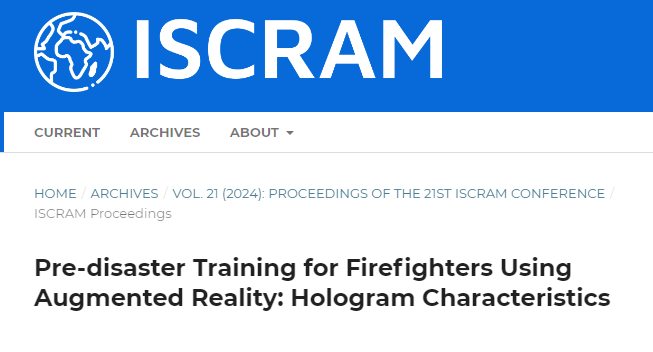 ISCRAM
CURRENT ARCHIVES ABOUT
HOME / ARCHIVES / VOL. 21 (2024): PROCEEDINGS OF THE 21ST ISCRAM CONFERENCE /
ISCRAM Proceedings
Pre-disaster Training for Firefighters Using
Augmented Reality: Hologram Characteristics